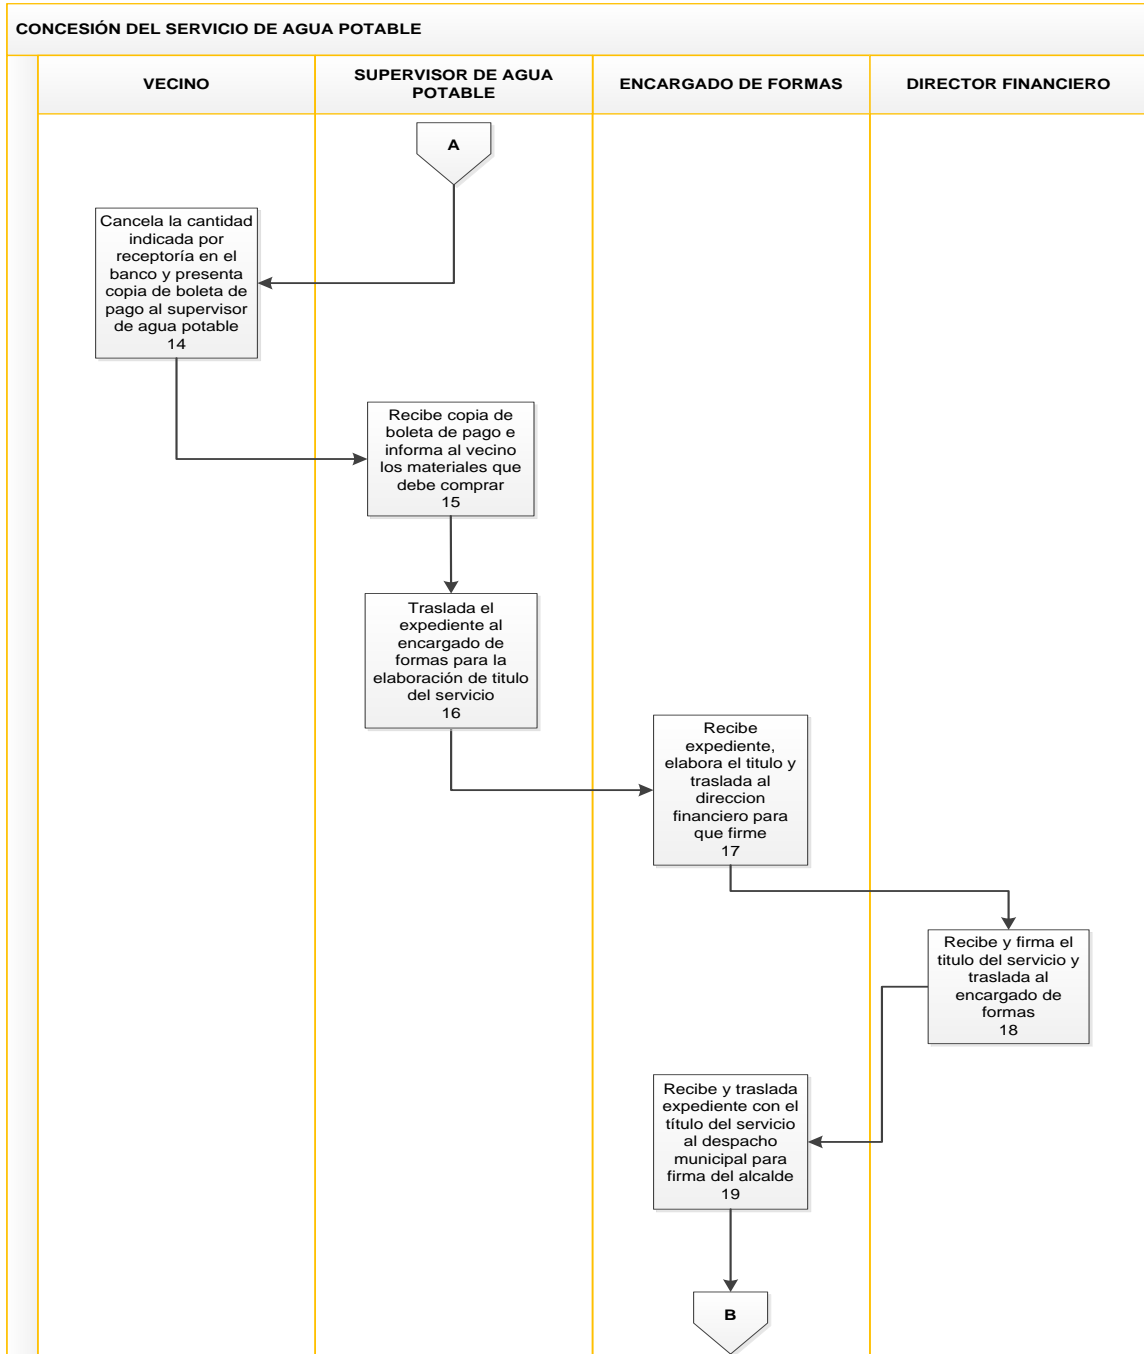 CONCESIÓN DEL SERVICIO DE AGUA POTABLE
VECINO
SUPERVISOR DE AGUA
POTABLE
ENCARGADO DE FORMAS
DIRECTOR FINANCIERO
A
Cancela la cantidad
indicada por
receptoría en el
banco y presenta
copia de boleta de
pago al supervisor
de agua potable
14
Recibe copia de
boleta de pago e
informa al vecino
los materiales que
debe comprar
15
Traslada el
expediente al
encargado de
formas para la
elaboración de titulo
del servicio
16
Recibe
expediente,
elabora el titulo y
traslada al
direccion
financiero para
que firme
17
Recibe y firma el
titulo del servicio y
traslada al
encargado de
formas
18
Recibe y traslada
expediente con el
título del servicio
al despacho
municipal para
firma del alcalde
19
B